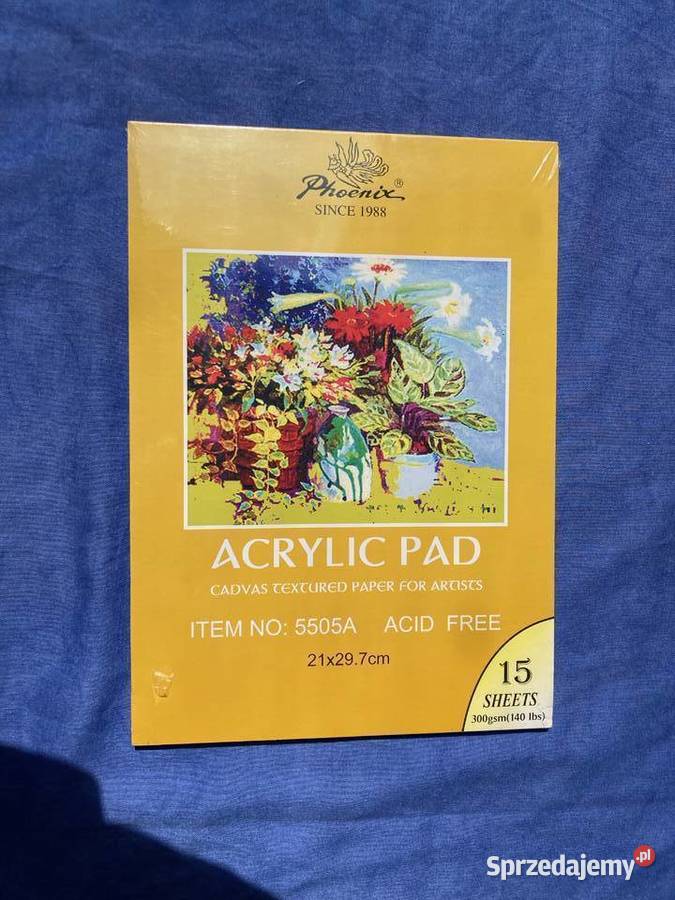 Phoenix®
SINCE 1988
ACRYLIC PAD
CADVAS TEXTURED PAPER FOR ARTISTS
ITEM NO: 5505A ACID FREE
21x29.7cm
15
SHEETS
300gsm(140 lbs)
Sprzedajemy.pl